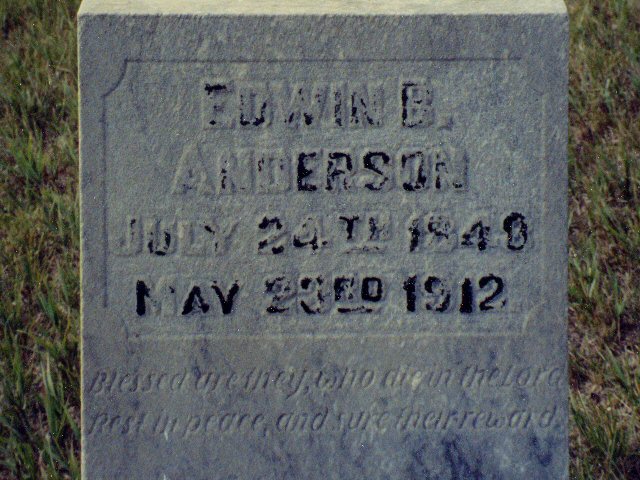 EDWIN B.
ANDERSON
JULY 24TH 1848
MAY 23RD 1912
Blessed are they, who die in the Lord
Rest in peace, and sure their reward.